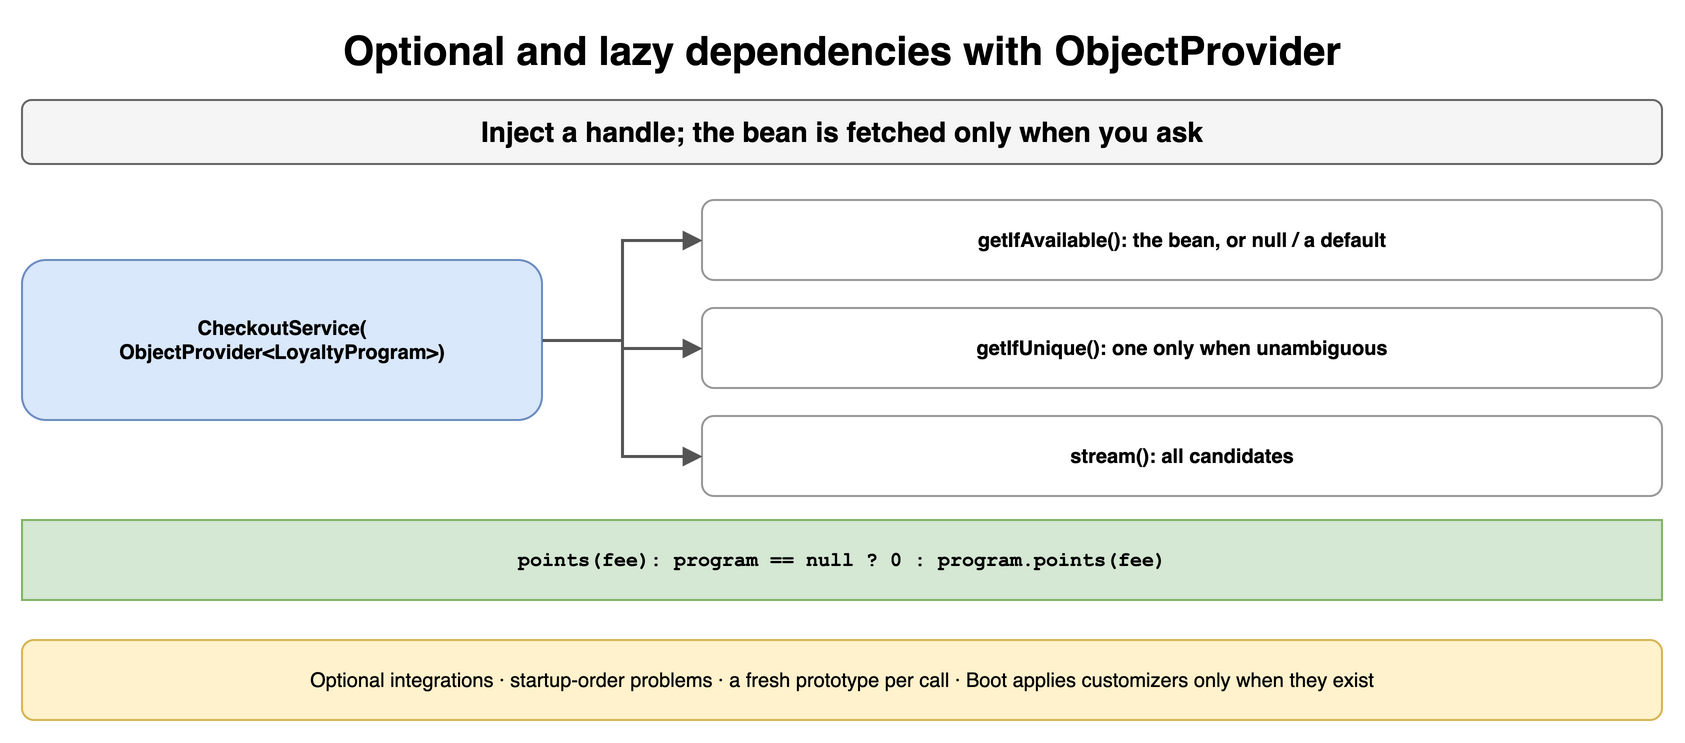 Optional and lazy dependencies with ObjectProvider
Inject a handle; the bean is fetched only when you ask
CheckoutService(
ObjectProvider<LoyaltyProgram>)
getIfAvailable(): the bean, or null / a default
getIfUnique(): one only when unambiguous
stream(): all candidates
points(fee): program == null ? 0 : program.points(fee)
Optional integrations · startup-order problems · a fresh prototype per call · Boot applies customizers only when they exist